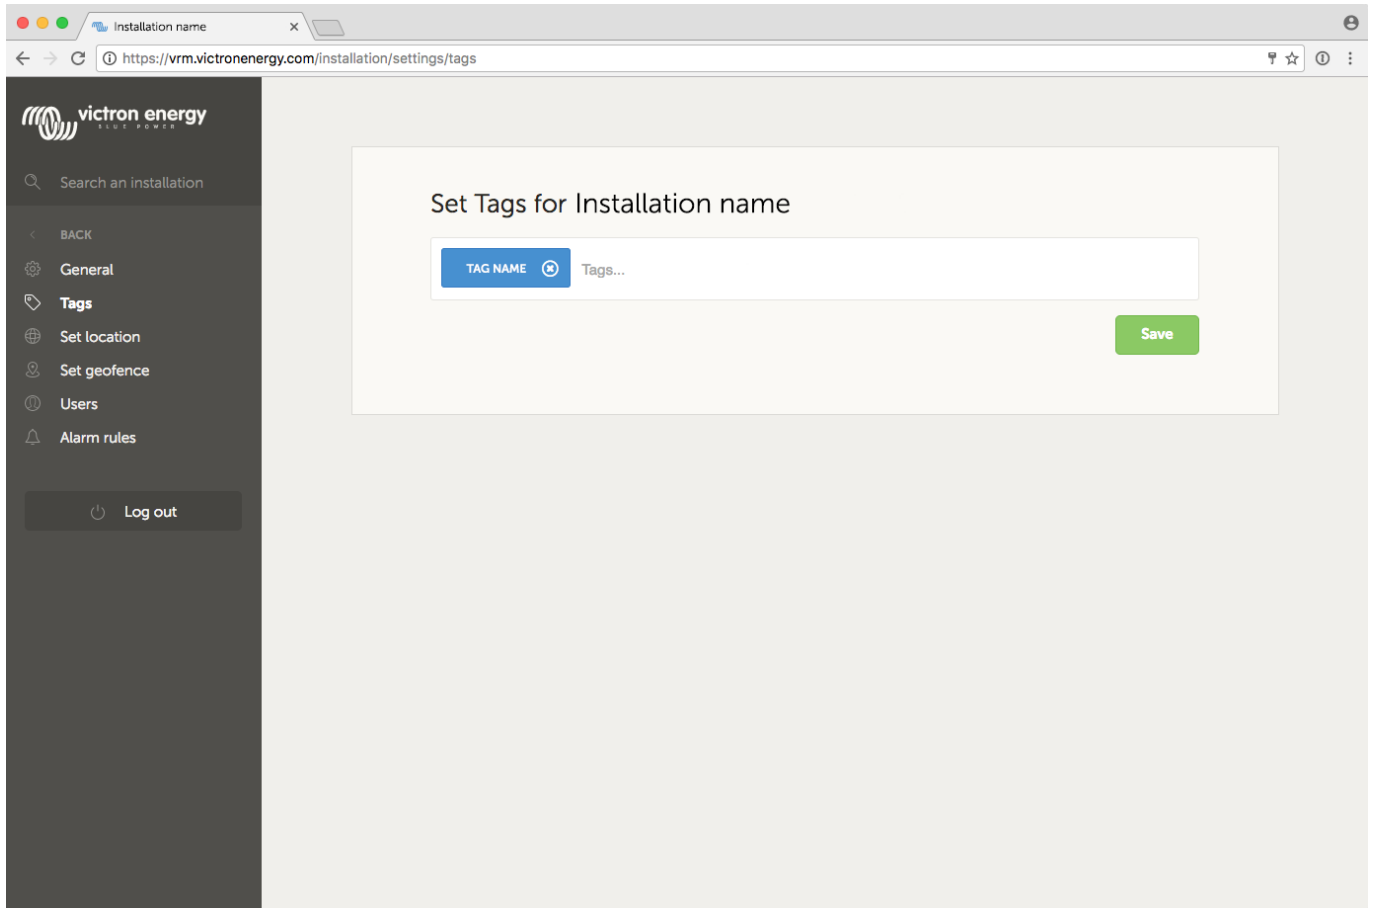 Installation name
https://vrm.victronenergy.com/installation/settings/tags
victron energy
BLUE POWER
Search an installation
BACK
General
Tags
Set location
Set geofence
Users
Alarm rules
Log out
Set Tags for Installation name
TAG NAME
Tags...
Save